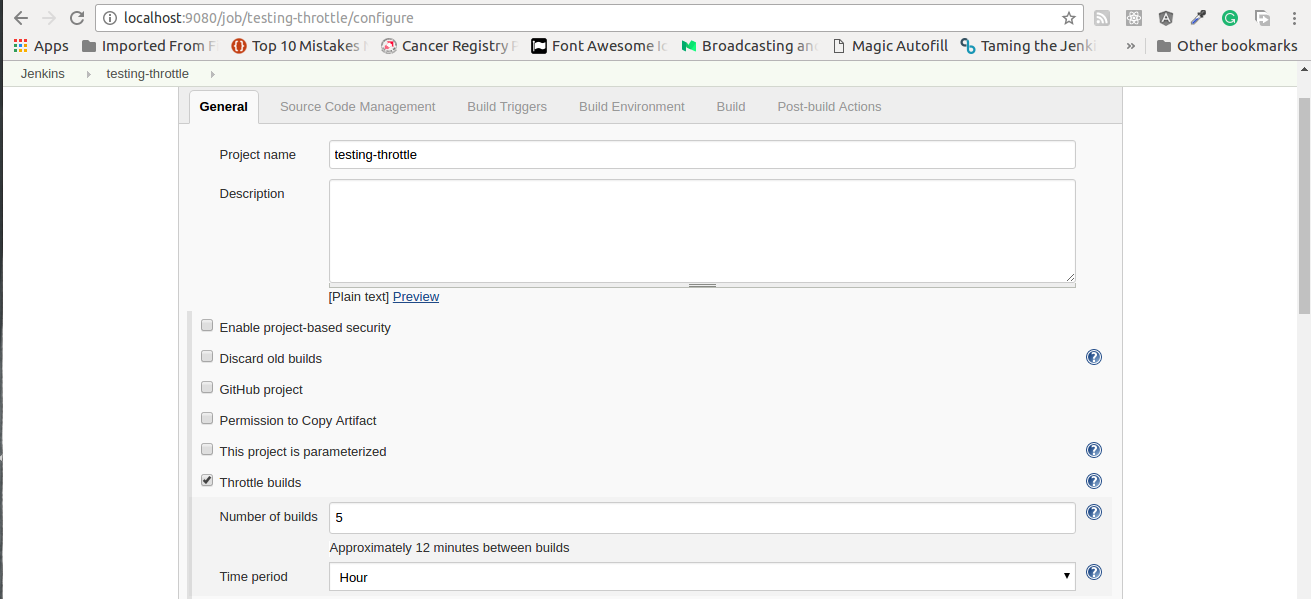 localhost:9080/job/testing-throttle/configure
Apps Imported From Top 10 Mistakes Cancer Registry Font Awesome Broadcasting an Magic Autofill Taming the Jenk » Other bookmarks
Jenkins testing-throttle
General Source Code Management Build Triggers Build Environment Build Post-build Actions
Project name testing-throttle
Description
[Plain text] Preview
Enable project-based security
Discard old builds
GitHub project
Permission to Copy Artifact
This project is parameterized
Throttle builds
Number of builds 5
Approximately 12 minutes between builds
Time period Hour